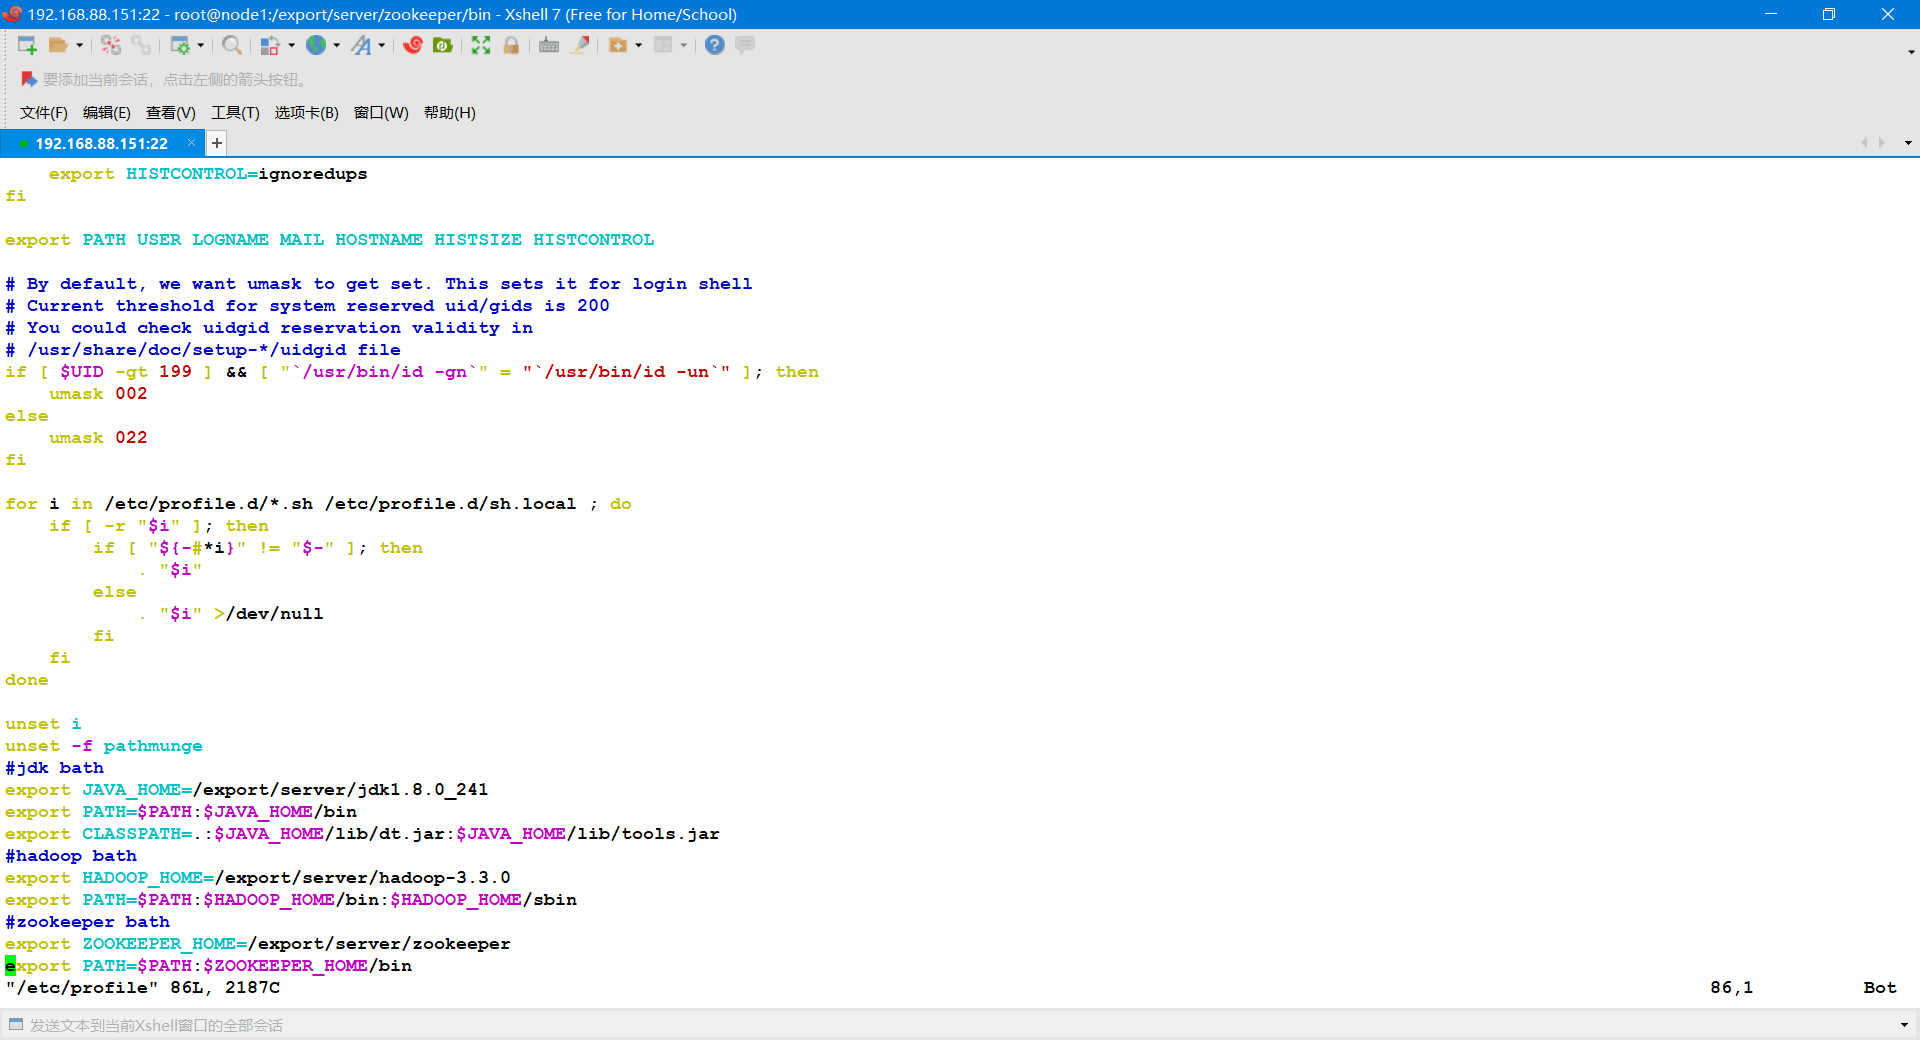 192.168.88.151:22 - root@node1:/export/server/zookeeper/bin - Xshell 7 (Free for Home/School)
要添加当前会话，点击左侧的箭头按钮。
文件(F) 编辑(E) 查看(V) 工具(T) 选项卡(B) 窗口(W) 帮助(H)
192.168.88.151:22 × +
    export HISTCONTROL=ignoredups
fi
export PATH USER LOGNAME MAIL HOSTNAME HISTSIZE HISTCONTROL
# By default, we want umask to get set. This sets it for login shell
# Current threshold for system reserved uid/gids is 200
# You could check uidgid reservation validity in
# /usr/share/doc/setup-*/uidgid file
if [ $UID -gt 199 ] && [ "`/usr/bin/id -gn`" = "`/usr/bin/id -un`" ]; then
    umask 002
else
    umask 022
fi
for i in /etc/profile.d/*.sh /etc/profile.d/sh.local ; do
    if [ -r "$i" ]; then
        if [ "${-#*i}" != "$-" ]; then
            . "$i"
        else
            . "$i" >/dev/null
        fi
    fi
done
unset i
unset -f pathmunge
#jdk bath
export JAVA_HOME=/export/server/jdk1.8.0_241
export PATH=$PATH:$JAVA_HOME/bin
export CLASSPATH=.:$JAVA_HOME/lib/dt.jar:$JAVA_HOME/lib/tools.jar
#hadoop bath
export HADOOP_HOME=/export/server/hadoop-3.3.0
export PATH=$PATH:$HADOOP_HOME/bin:$HADOOP_HOME/sbin
#zookeeper bath
export ZOOKEEPER_HOME=/export/server/zookeeper
export PATH=$PATH:$ZOOKEEPER_HOME/bin
"/etc/profile" 86L, 2187C 86,1 Bot
发送文本到当前Xshell窗口的全部会话